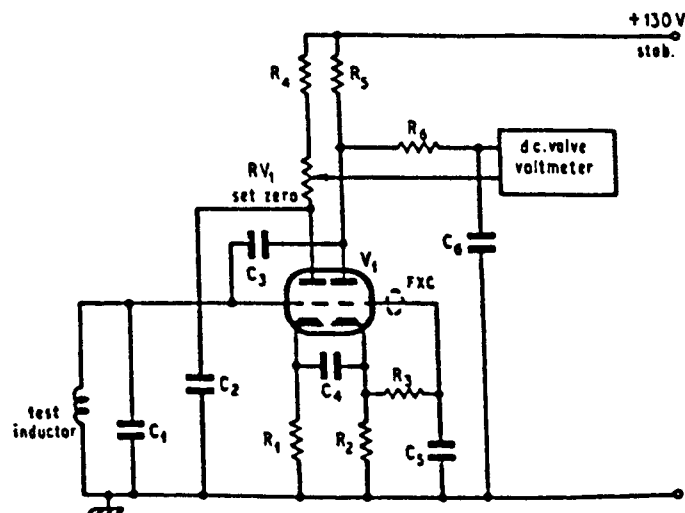 +130V
stab.
R4
R5
R6
d.c.valve
voltmeter
RV1
set zero
C3
V1
FXC
C6
C2
C4
R3
test
inductor
C1
R1
R2
C5